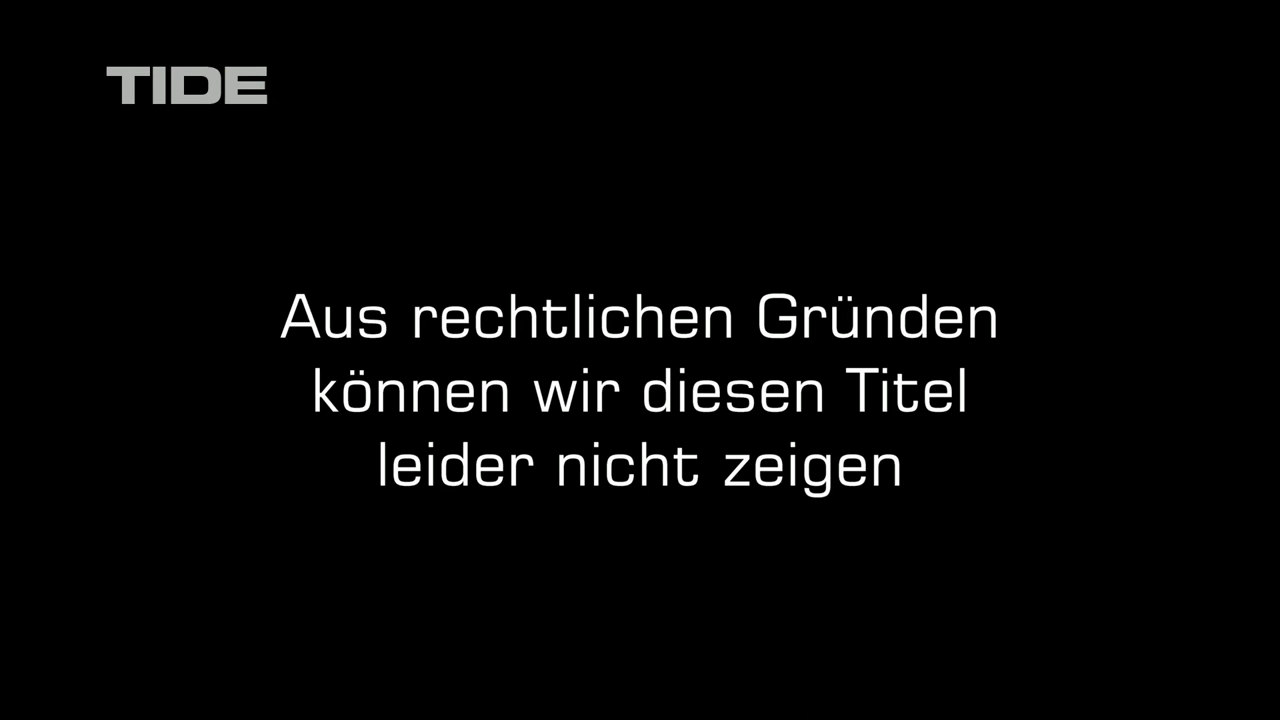 TIDE
Aus rechtlichen Gründen
können wir diesen Titel
leider nicht zeigen